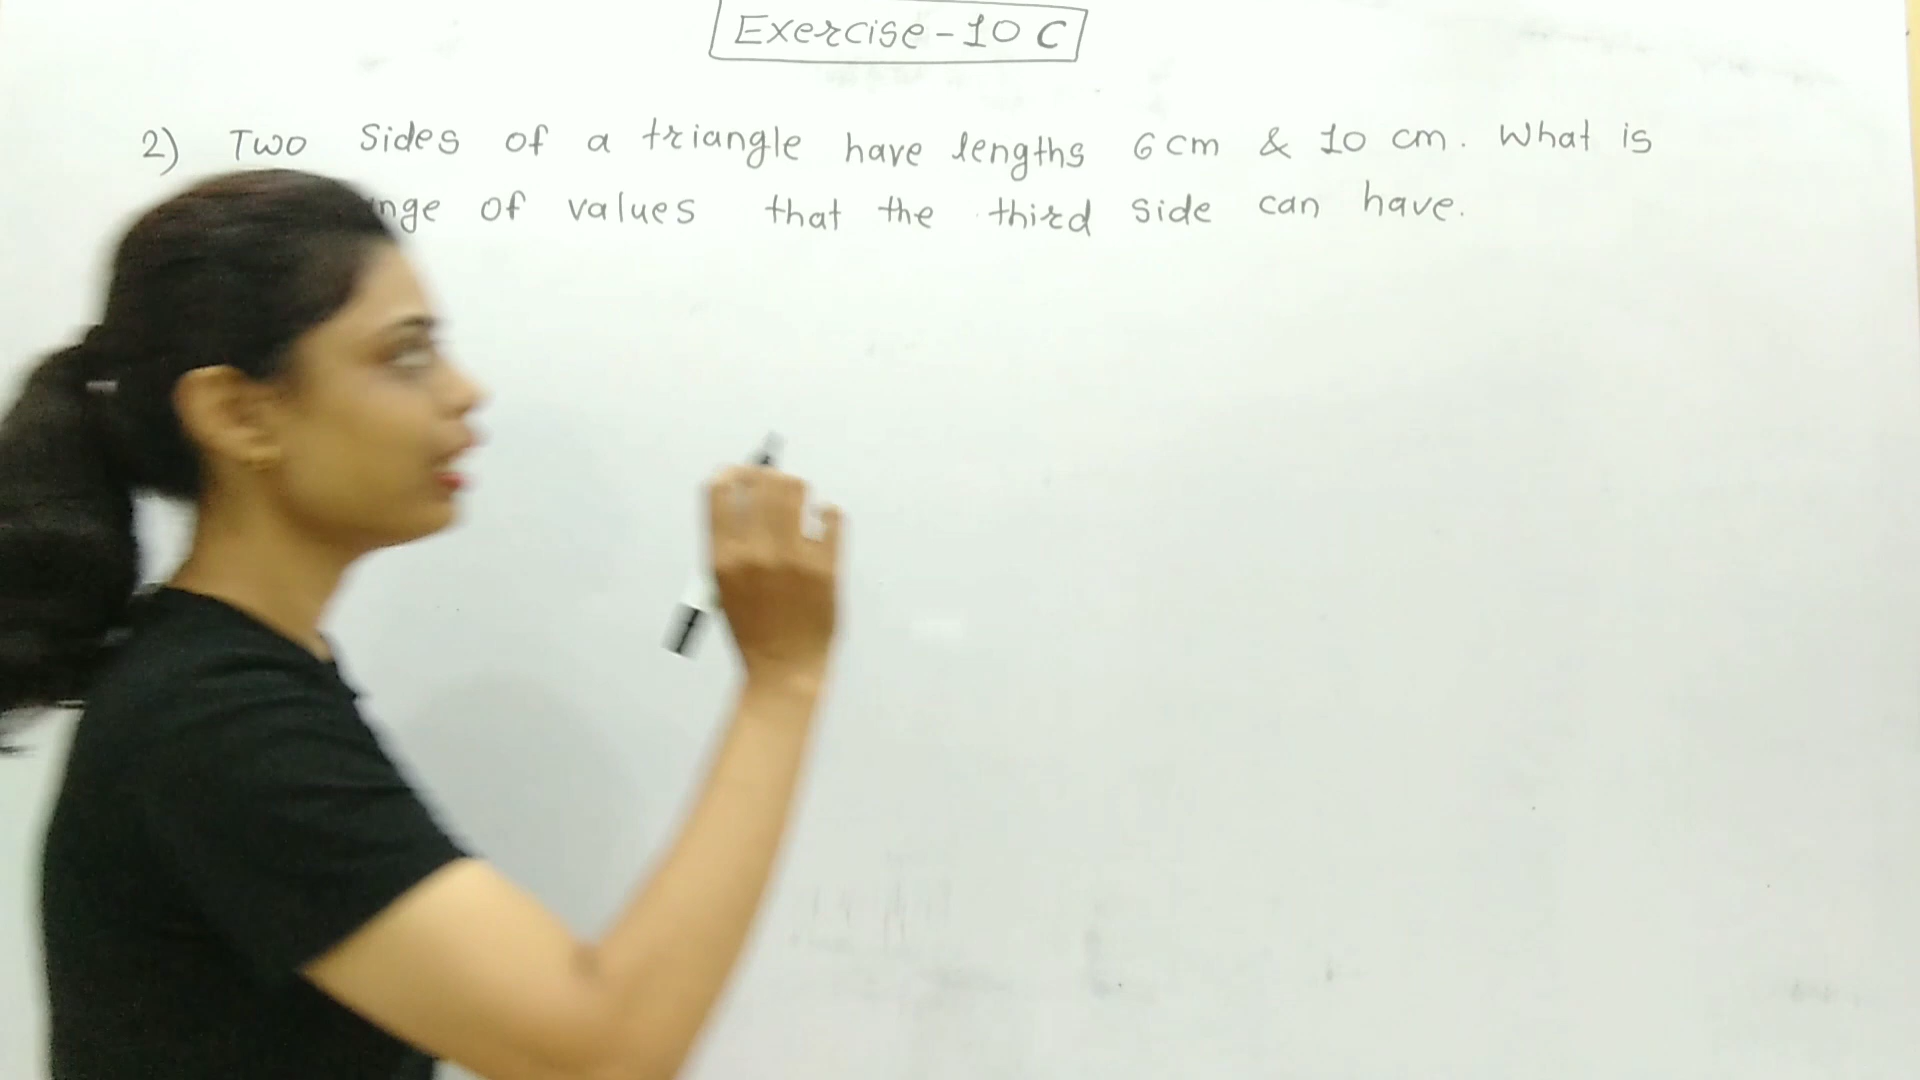 Exercise - 10 C
2) Two sides of a triangle have lengths 6 cm & 10 cm. What is
of values that the third side can have.